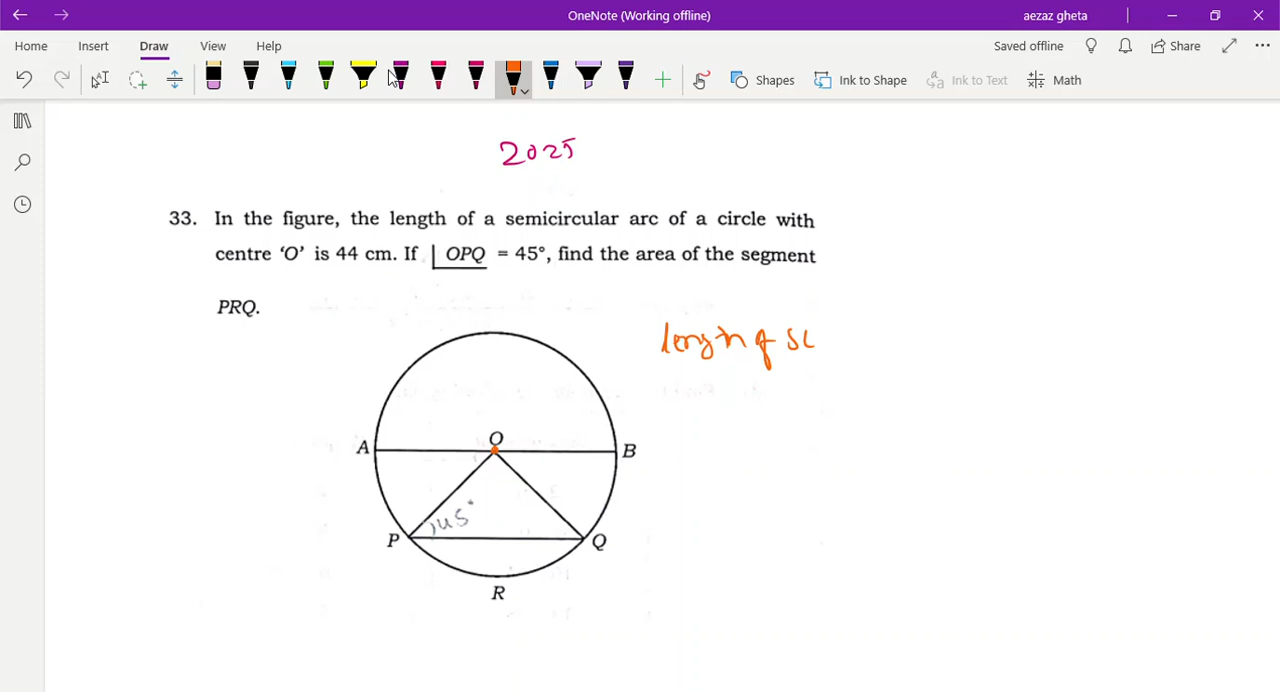 OneNote (Working offline)
aezaz gheta
Home Insert Draw View Help
Saved offline
Share
Shapes
Ink to Shape
Ink to Text
Math
2025
33. In the figure, the length of a semicircular arc of a circle with
centre ‘O’ is 44 cm. If ∠OPQ = 45°, find the area of the segment
PRQ.
length of sc
O
A
B
45°
P
Q
R